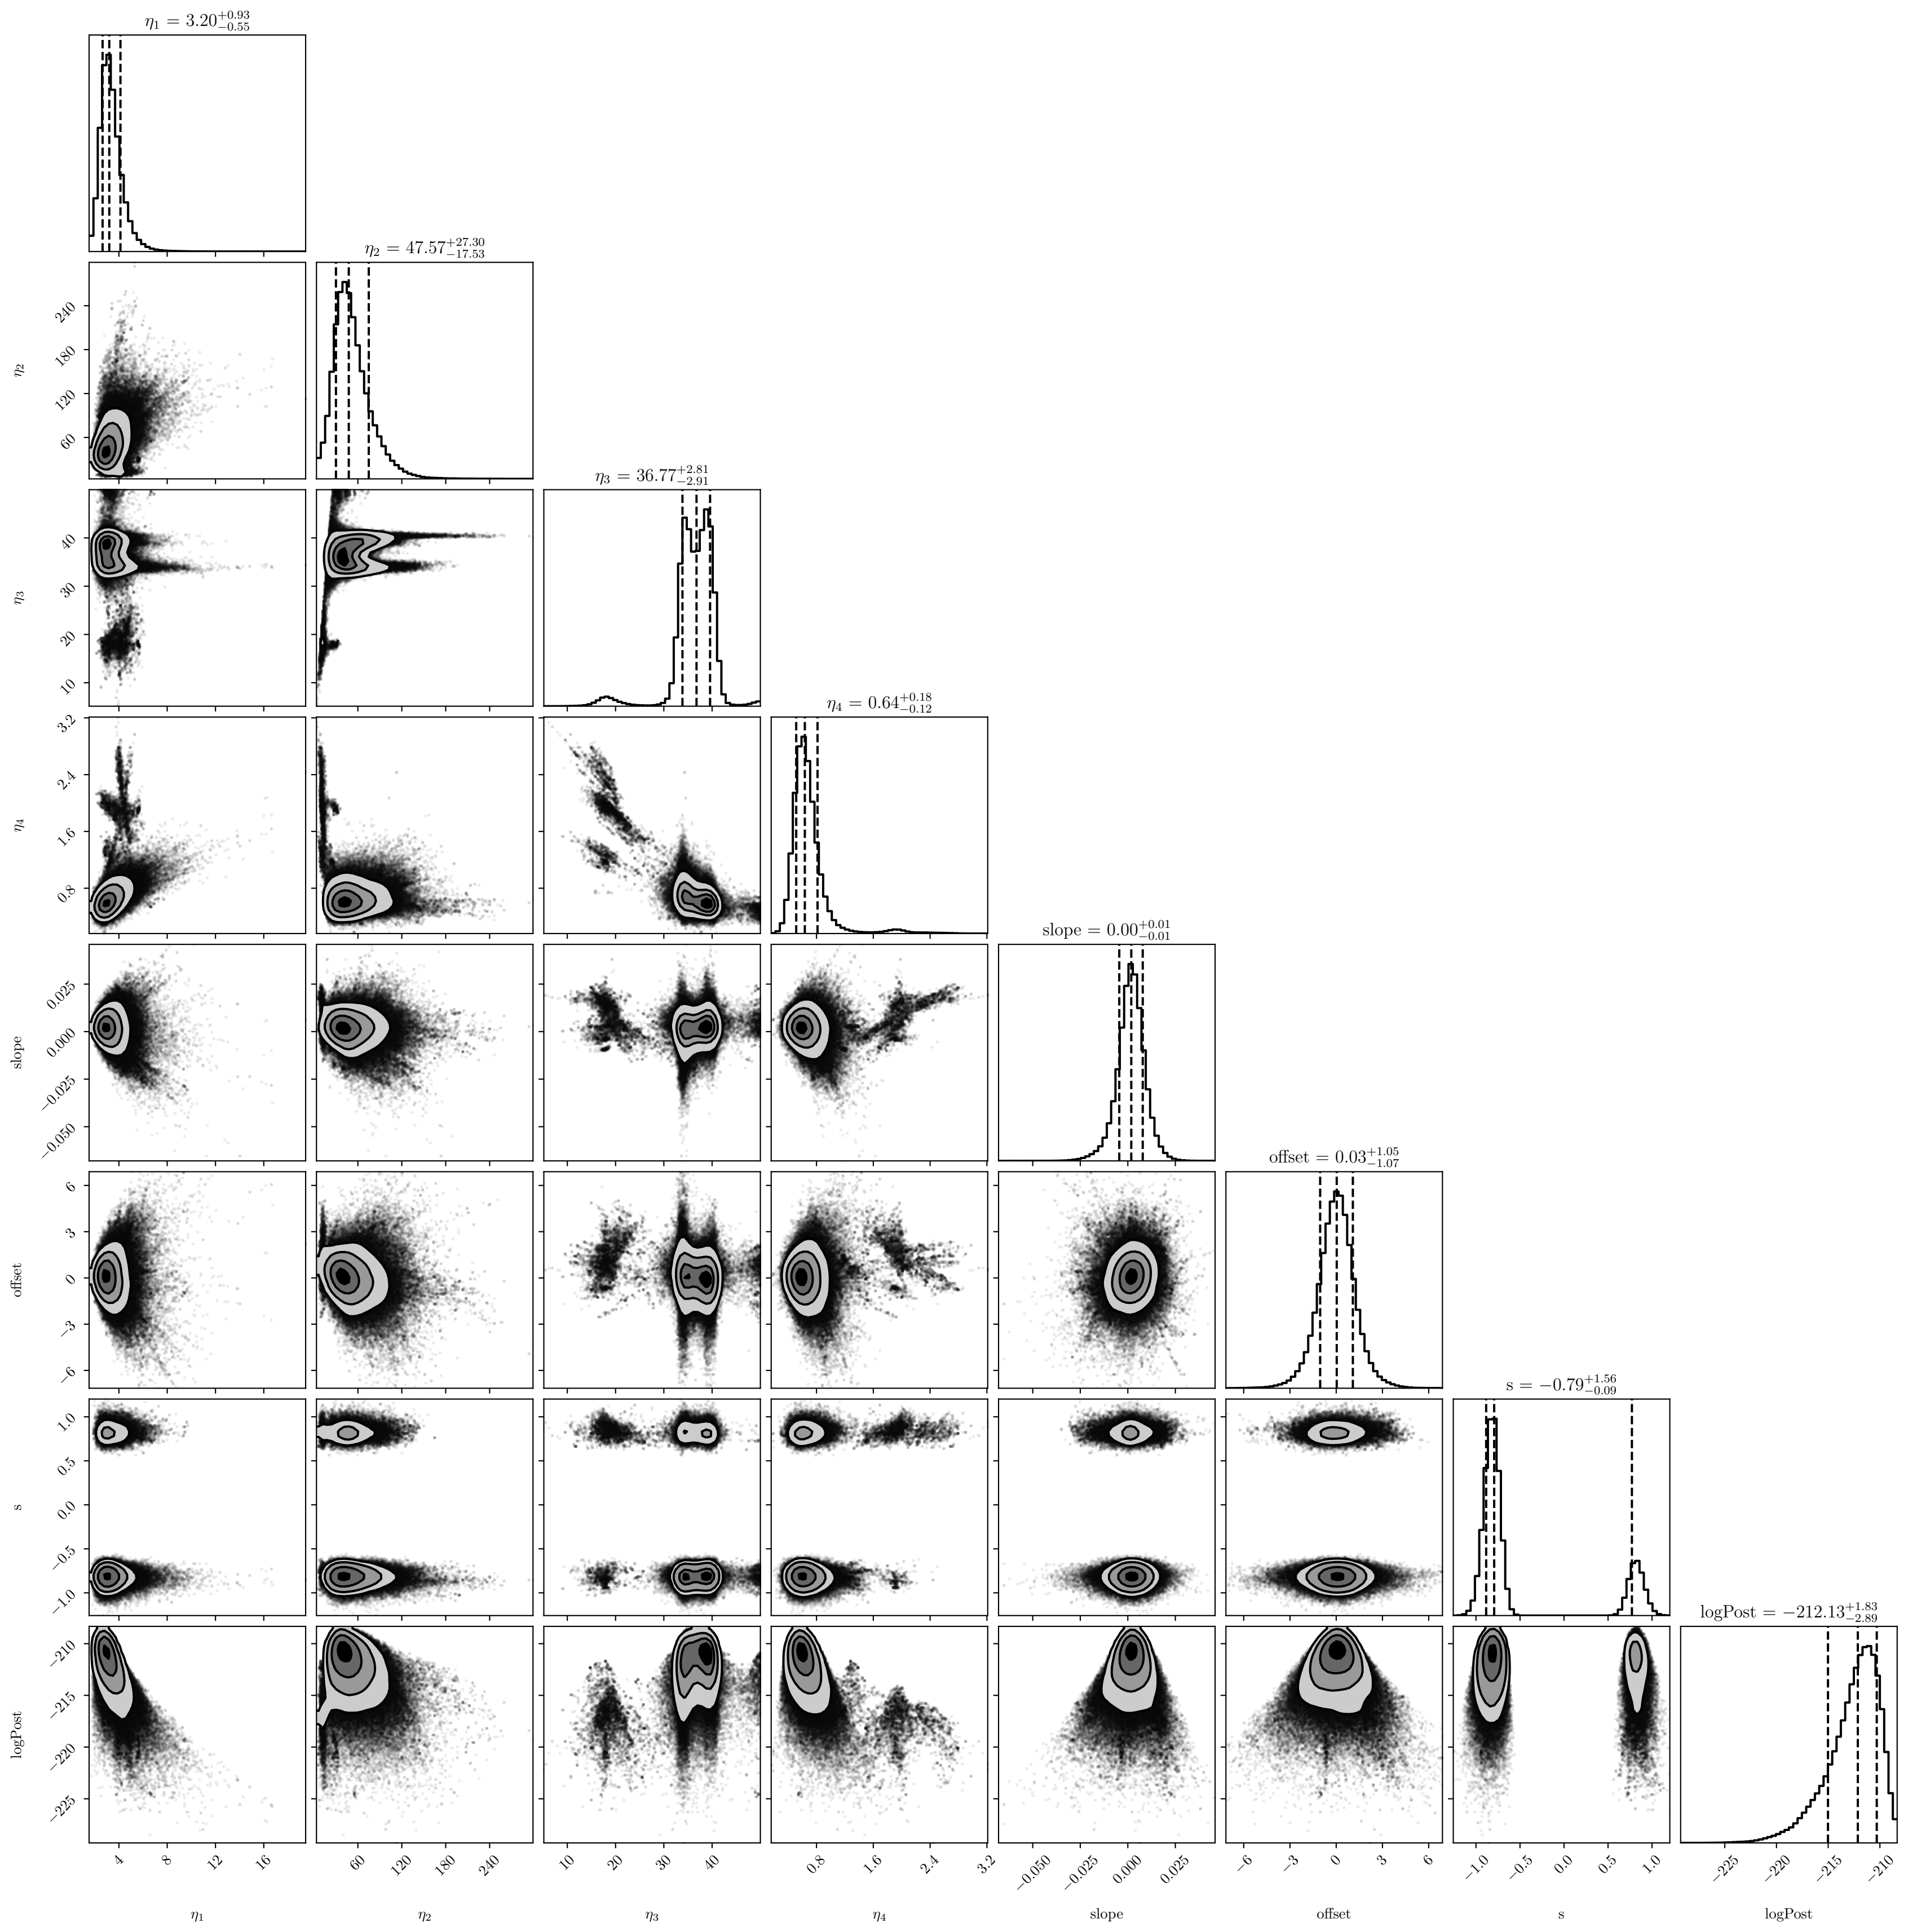 η₁ = 3.20⁺⁰·⁹³₋₀.₅₅
η₂ = 47.57⁺²⁷·³⁰₋₁₇.₅₃
240
180
120
60
η₂
η₃ = 36.77⁺²·⁸¹₋₂.₉₁
40
30
20
10
η₃
η₄ = 0.64⁺⁰·¹⁸₋₀.₁₂
3.2
2.4
1.6
0.8
η₄
slope = 0.00⁺⁰·⁰¹₋₀.₀₁
0.025
0.000
−0.025
−0.050
slope
offset = 0.03⁺¹·⁰⁵₋₁.₀₇
6
3
0
−3
−6
offset
s = −0.79⁺¹·⁵⁶₋₀.₀₉
1.0
0.5
0.0
−0.5
−1.0
s
logPost = −212.13⁺¹·⁸³₋₂.₈₉
−210
−215
−220
−225
logPost
4 8 12 16 60 120 180 240 10 20 30 40 0.8 1.6 2.4 3.2 −0.050 −0.025 0.000 0.025 −6 −3 0 3 6 −1.0 −0.5 0.0 0.5 1.0 −225 −220 −215 −210
η₁ η₂ η₃ η₄ slope offset s logPost